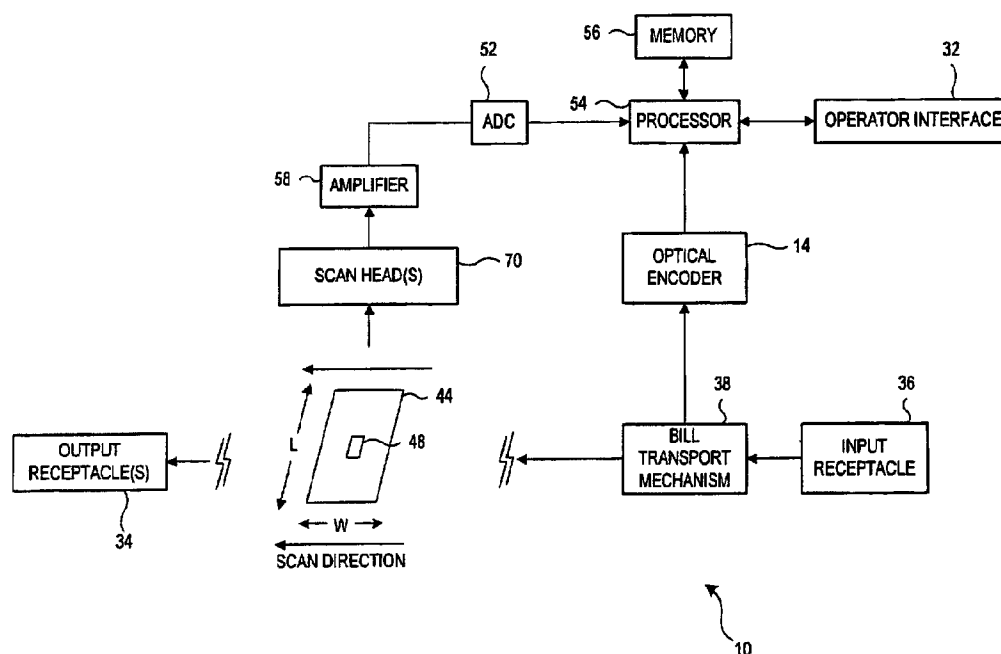 56
MEMORY
52
54
32
ADC
PROCESSOR
OPERATOR INTERFACE
58
AMPLIFIER
70
SCAN HEAD(S)
14
OPTICAL
ENCODER
44
38
36
L
48
OUTPUT
RECEPTACLE(S)
BILL
TRANSPORT
MECHANISM
INPUT
RECEPTACLE
34
W
SCAN DIRECTION
10